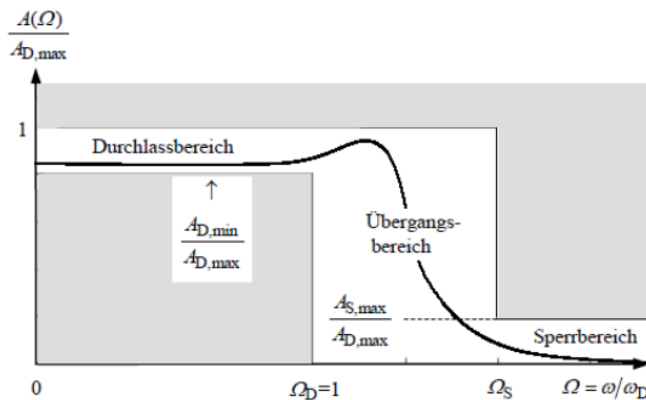 A(Ω)
A_D,max
1
Durchlassbereich
↑
A_D,min
A_D,max
Übergangs-
bereich
A_S,max
A_D,max
Sperrbereich
0 Ω_D=1 Ω_S Ω = ω/ω_D